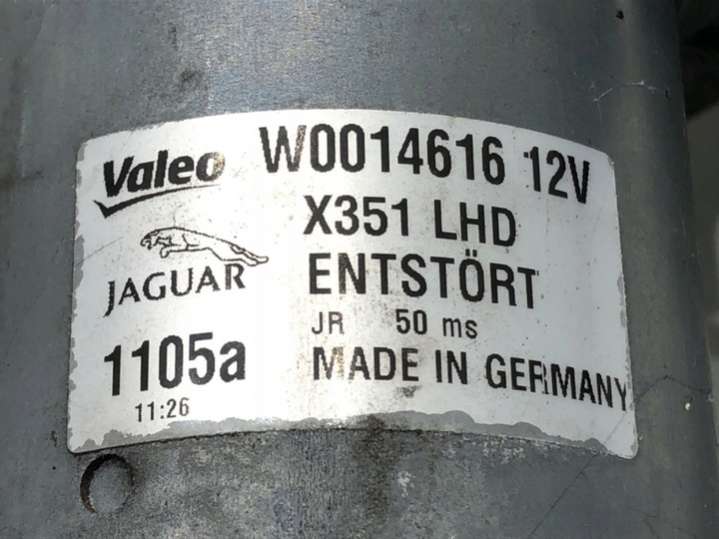 Valeo W0014616 12V
X351 LHD
JAGUAR ENTSTÖRT
JR 50 ms
1105a MADE IN GERMANY
11:26